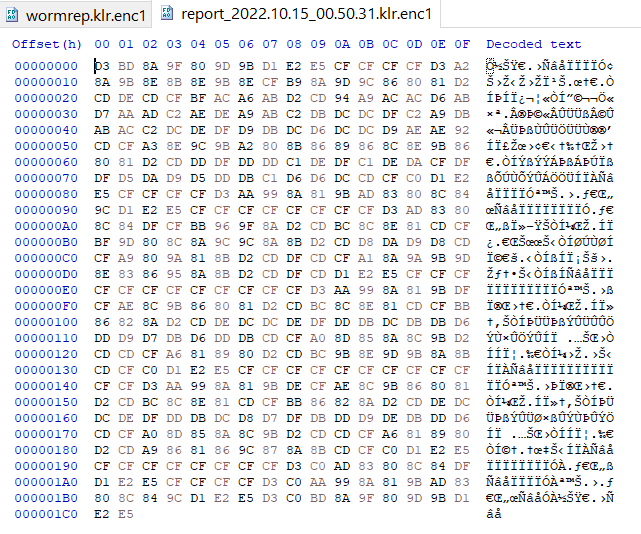 wormrep.klr.enc1 report_2022.10.15_00.50.31.klr.enc1
Offset(h) 00 01 02 03 04 05 06 07 08 09 0A 0B 0C 0D 0E 0F Decoded text
00000000 D3 BD 8A 9F 80 9D 9B D1 E2 E5 CF CF CF CF D3 A2 Ó½ŠŸ€.›ÑâåÏÏÏÏÓ¢
00000010 8A 9B 8E 8B 8E 9B 8E CF B9 8A 9D 9C 86 80 81 D2 Š›Ž‹Ž›ŽÏ¹Š.œ†€.Ò
00000020 CD DE CD CF BF AC A6 AB D2 CD 94 A9 AC AC D6 AB ÍÞÍÏ¿¬¦«ÒÍ”©¬¬Ö«
00000030 D7 AA AD C2 AE DE A9 AB C2 DB DC DC DF C2 A9 DB ×ª.Â®Þ©«ÂÛÜÜßÂ©Û
00000040 AB AC C2 DC DE DF D9 DB DC D6 DC DC D9 AE AE 92 «¬ÂÜÞßÙÛÜÖÜÜÙ®®’
00000050 CD CF A3 8E 9C 9B A2 80 8B 86 89 86 8C 8E 9B 86 ÍÏ£Žœ›¢€‹†‰†ŒŽ›†
00000060 80 81 D2 CD DD DF DD DD C1 DE DF C1 DE DA CF DF €.ÒÍÝßÝÝÁÞßÁÞÚÏß
00000070 DF D5 DA D9 D5 DD DB C1 D6 D6 DC CD CF C0 D1 E2 ßÕÚÙÕÝÛÁÖÖÜÍÏÀÑâ
00000080 E5 CF CF CF CF D3 AA 99 8A 81 9B AD 83 80 8C 84 åÏÏÏÏÓª™Š.›.ƒ€Œ„
00000090 9C D1 E2 E5 CF CF CF CF CF CF CF CF D3 AD 83 80 œÑâåÏÏÏÏÏÏÏÏÓ.ƒ€
000000A0 8C 84 DF CF BB 96 9F 8A D2 CD BC 8C 8E 81 CD CF Œ„ßÏ»–ŸŠÒÍ¼ŒŽ.ÍÏ
000000B0 BF 9D 80 8C 8A 9C 9C 8A 8B D2 CD D8 DA D9 D8 CD ¿.€ŒŠœœŠ‹ÒÍØÚÙØÍ
000000C0 CF A9 80 9A 81 8B D2 CD DF CD CF A1 8A 9A 9B 9D Ï©€š.‹ÒÍßÍÏ¡Šš›.
000000D0 8E 83 86 95 8A 8B D2 CD DF CD D1 E2 E5 CF CF CF Žƒ†•Š‹ÒÍßÍÑâåÏÏÏ
000000E0 CF CF CF CF CF CF CF CF CF D3 AA 99 8A 81 9B DF ÏÏÏÏÏÏÏÏÏÓª™Š.›ß
000000F0 CF AE 8C 9B 86 80 81 D2 CD BC 8C 8E 81 CD CF BB Ï®Œ›†€.ÒÍ¼ŒŽ.ÍÏ»
00000100 86 82 8A D2 CD DE DC DC DE DF DD DB DC DB DB D6 †‚ŠÒÍÞÜÜÞßÝÛÜÛÛÖ
00000110 DD D9 D7 DB D6 DD DB CD CF A0 8D 85 8A 8C 9B D2 ÝÙ×ÛÖÝÛÍÏ .…ŠŒ›Ò
00000120 CD CD CF A6 81 89 80 D2 CD BC 9B 8E 9D 9B 8A 8B ÍÍÏ¦.‰€ÒÍ¼›Ž.›Š‹
00000130 CD CF C0 D1 E2 E5 CF CF CF CF CF CF CF CF CF CF ÍÏÀÑâåÏÏÏÏÏÏÏÏÏÏ
00000140 CF CF D3 AA 99 8A 81 9B DE CF AE 8C 9B 86 80 81 ÏÏÓª™Š.›ÞÏ®Œ›†€.
00000150 D2 CD BC 8C 8E 81 CD CF BB 86 82 8A D2 CD DE DC ÒÍ¼ŒŽ.ÍÏ»†‚ŠÒÍÞÜ
00000160 DC DE DF DD DB DC D8 D7 DF DB DD D9 DE DB DD D6 ÜÞßÝÛÜØ×ßÛÝÙÞÛÝÖ
00000170 CD CF A0 8D 85 8A 8C 9B D2 CD CD CF A6 81 89 80 ÍÏ .…ŠŒ›ÒÍÍÏ¦.‰€
00000180 D2 CD A9 86 81 86 9C 87 8A 8B CD CF C0 D1 E2 E5 ÒÍ©†.†œ‡Š‹ÍÏÀÑâå
00000190 CF CF CF CF CF CF CF CF D3 C0 AD 83 80 8C 84 DF ÏÏÏÏÏÏÏÏÓÀ.ƒ€Œ„ß
000001A0 D1 E2 E5 CF CF CF CF D3 C0 AA 99 8A 81 9B AD 83 ÑâåÏÏÏÏÓÀª™Š.›.ƒ
000001B0 80 8C 84 9C D1 E2 E5 D3 C0 BD 8A 9F 80 9D 9B D1 €Œ„œÑâåÓÀ½ŠŸ€.›Ñ
000001C0 E2 E5 âå